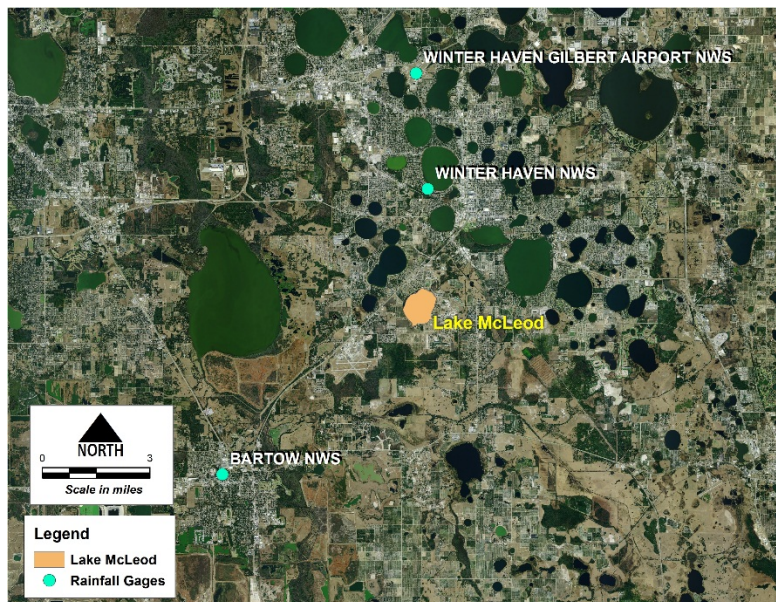 WINTER HAVEN GILBERT AIRPORT NWS
WINTER HAVEN NWS
Lake McLeod
BARTOW NWS
NORTH
0 3
Scale in miles
Legend
Lake McLeod
Rainfall Gages